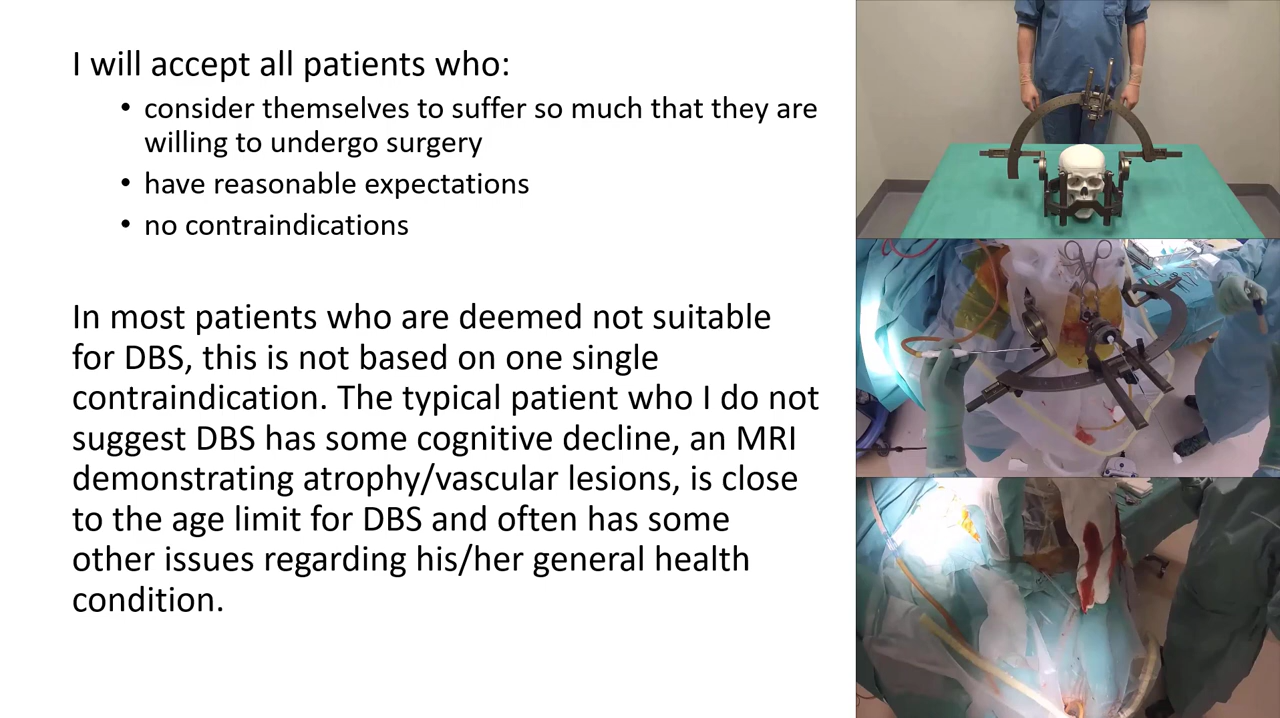 I will accept all patients who:
• consider themselves to suffer so much that they are
willing to undergo surgery
• have reasonable expectations
• no contraindications
In most patients who are deemed not suitable
for DBS, this is not based on one single
contraindication. The typical patient who I do not
suggest DBS has some cognitive decline, an MRI
demonstrating atrophy/vascular lesions, is close
to the age limit for DBS and often has some
other issues regarding his/her general health
condition.